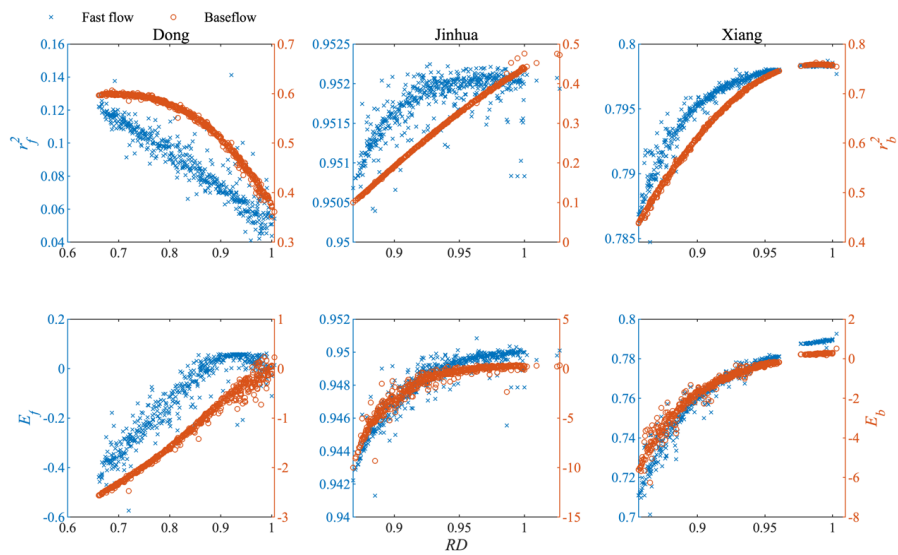 Fast flow Baseflow
Dong Jinhua Xiang
0.16 0.7 0.9525 0.5 0.8 0.8
0.14 0.952 0.4
0.12 0.6 0.795 0.7
0.1 0.9515 0.3
r²f 0.5 r²b
0.951 0.2 0.79 0.6
0.08
0.06 0.4 0.9505 0.1 0.5
0.04 0.3 0.95 0 0.785 0.4
0.6 0.7 0.8 0.9 1 0.9 0.95 1 0.9 0.95 1
0.2 1 0.952 5 0.8 2
0 0 0.95 0 0.78 0
0.948
-0.2 -1 0.76 -2
Ef 0.946 -5 Eb
0.74 -4
-0.4 -2 0.944 -10 0.72 -6
0.942
-0.6 -3 0.94 -15 0.7 -8
0.6 0.7 0.8 0.9 1 0.9 0.95 1 0.9 0.95 1
RD